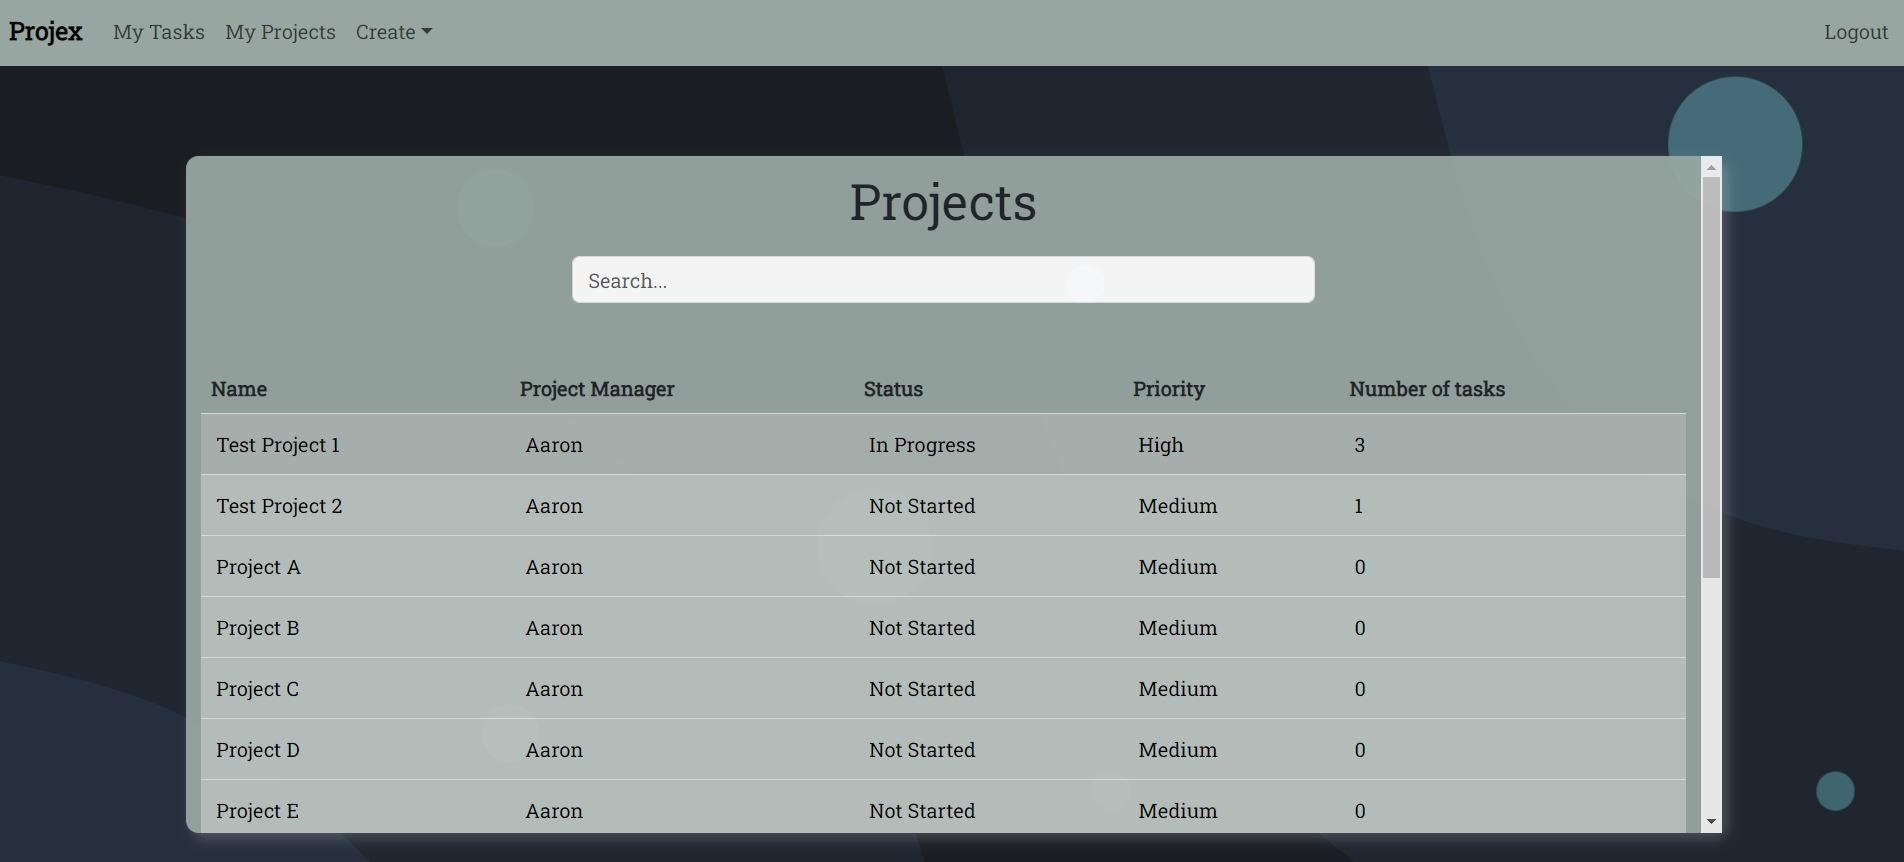 Projex My Tasks My Projects Create Logout
Projects
Search...
Name Project Manager Status Priority Number of tasks
Test Project 1 Aaron In Progress High 3
Test Project 2 Aaron Not Started Medium 1
Project A Aaron Not Started Medium 0
Project B Aaron Not Started Medium 0
Project C Aaron Not Started Medium 0
Project D Aaron Not Started Medium 0
Project E Aaron Not Started Medium 0